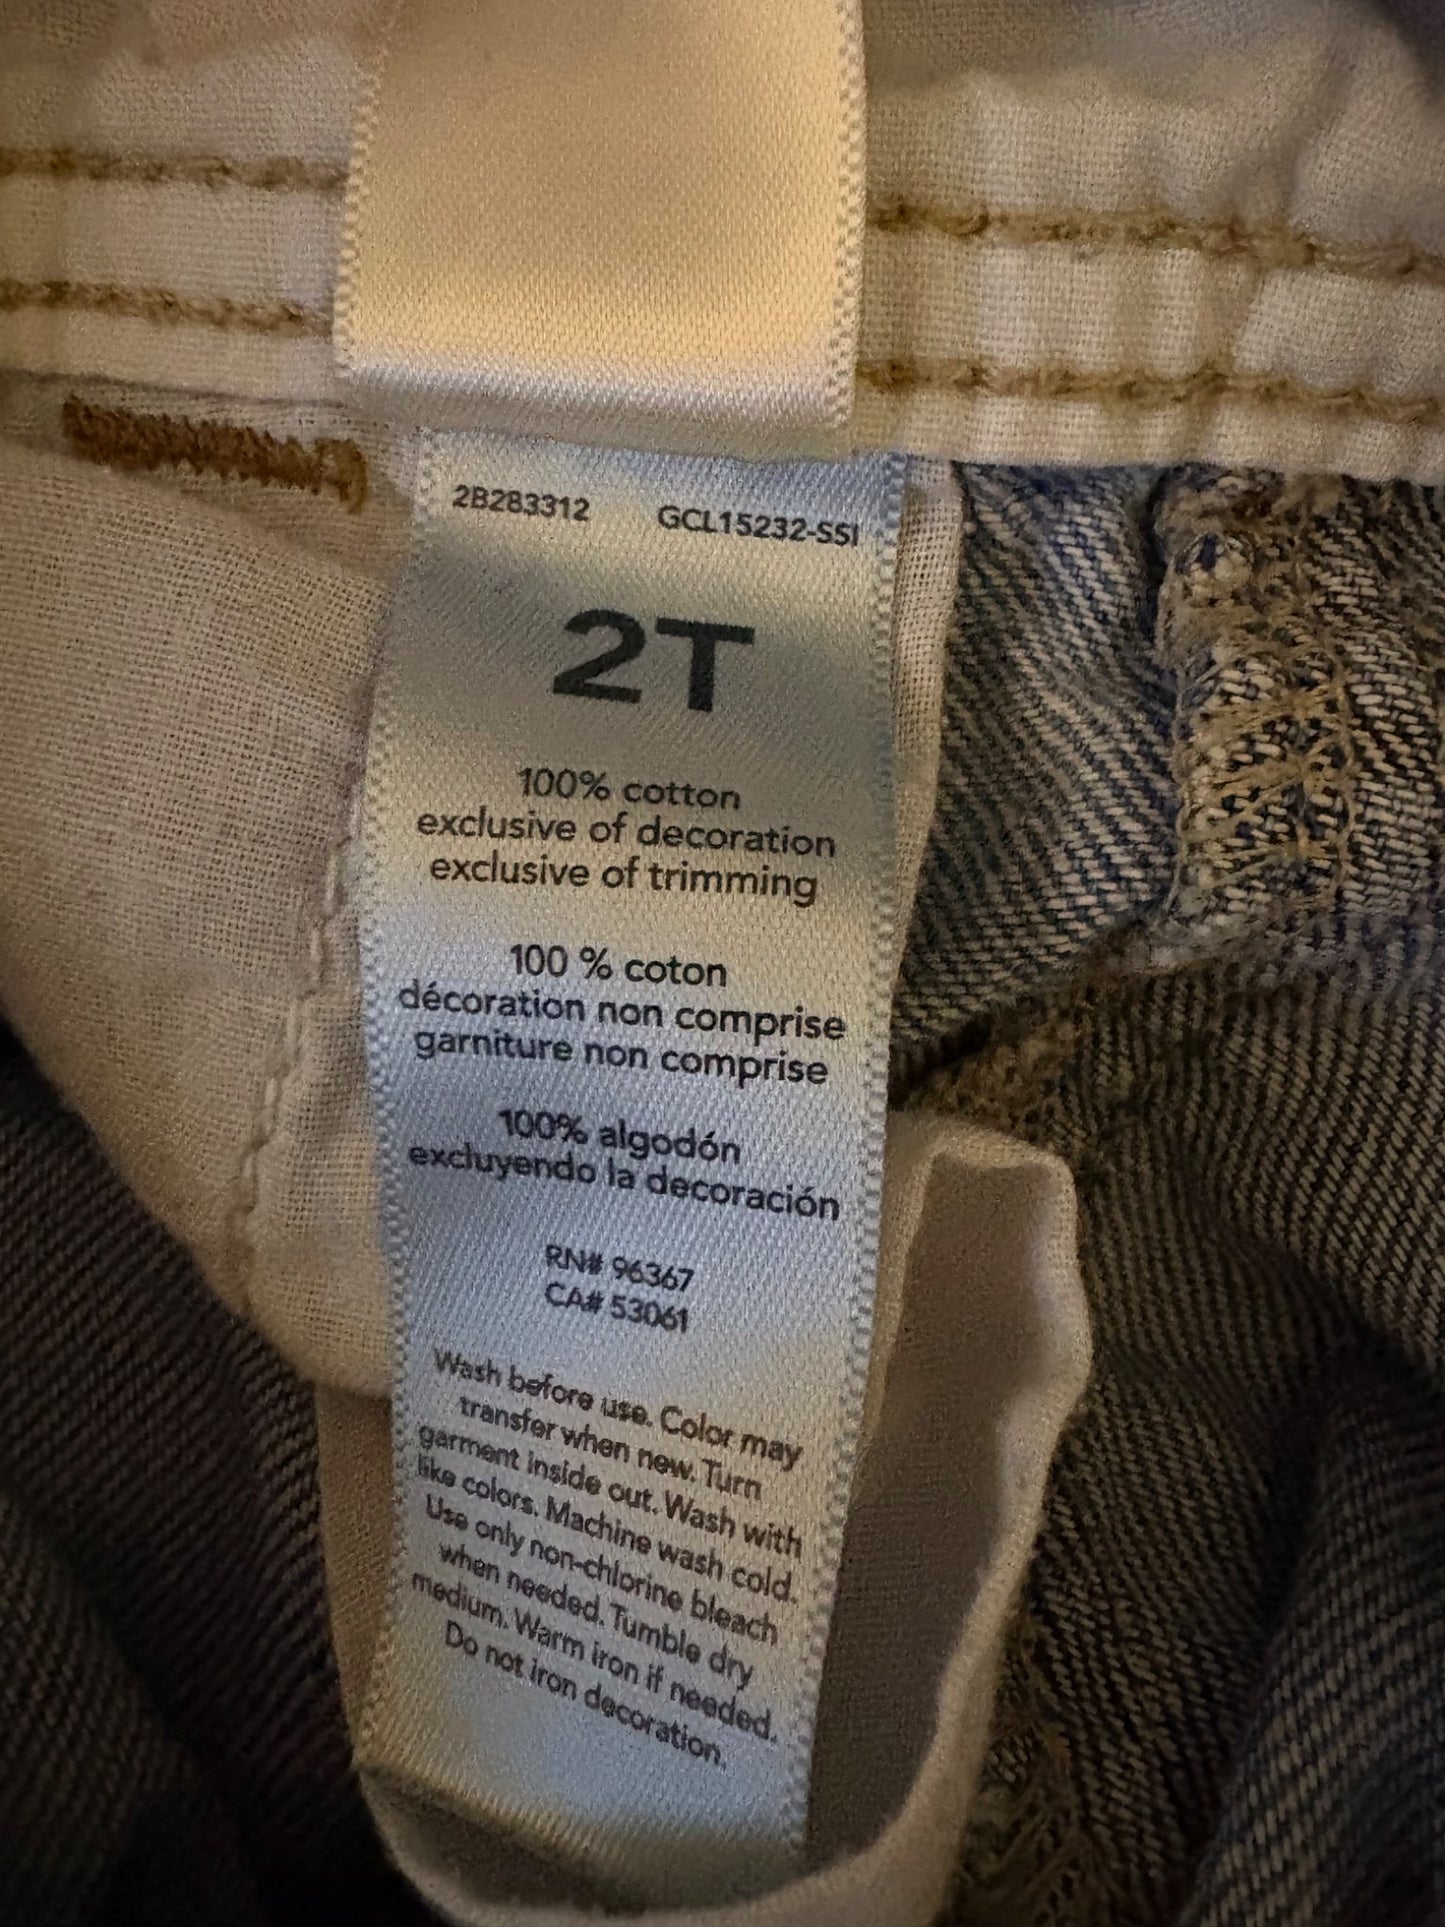 2B283312 GCL15232-SSI
2T
100% cotton
exclusive of decoration
exclusive of trimming
100 % coton
décoration non comprise
garniture non comprise
100% algodón
excluyendo la decoración
RN# 96367
CA# 53061
Wash before use. Color may
transfer when new. Turn
garment inside out. Wash with
like colors. Machine wash cold.
Use only non-chlorine bleach
when needed. Tumble dry
medium. Warm iron if needed.
Do not iron decoration.